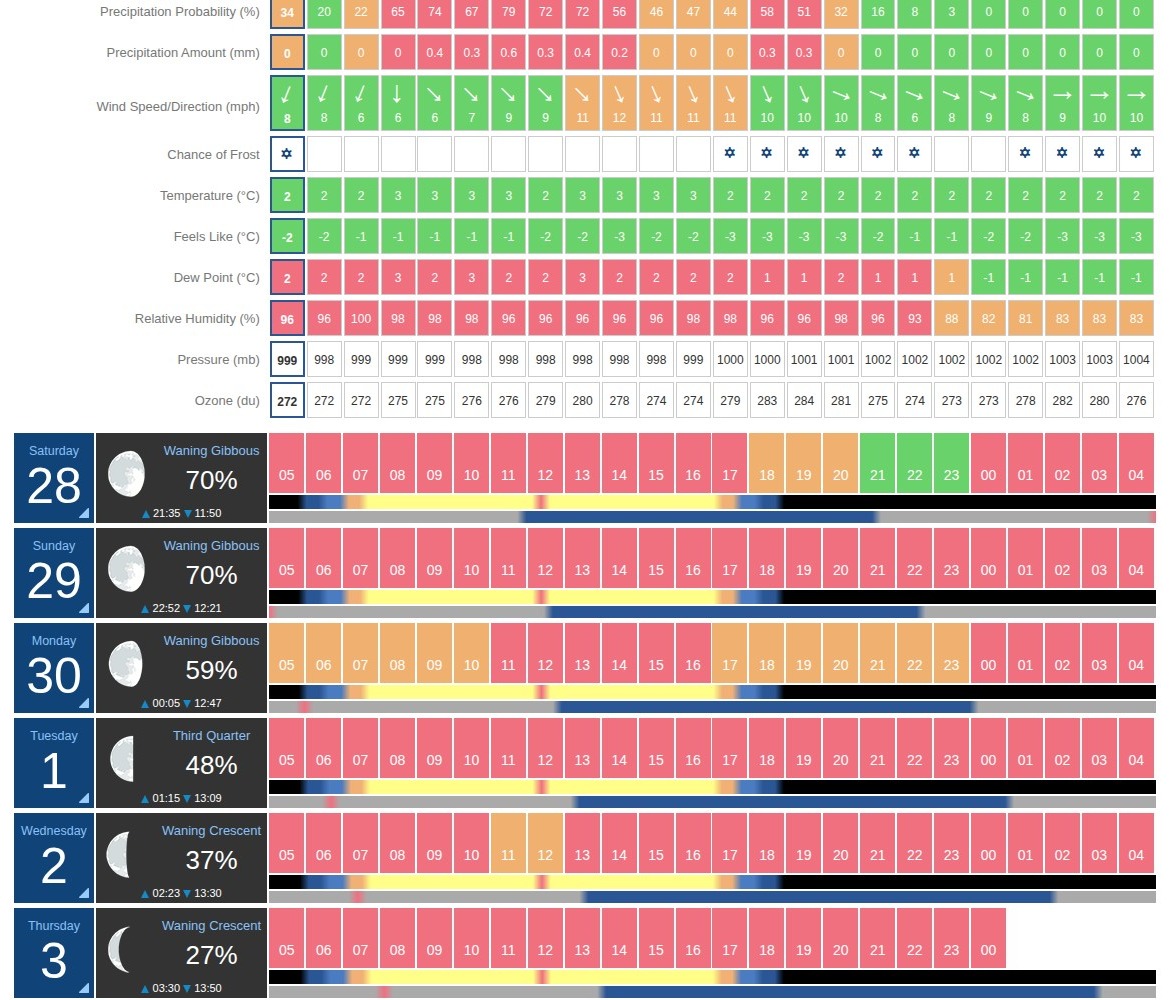 Precipitation Probability (%) 34 20 22 65 74 67 79 72 72 56 46 47 44 58 51 32 16 8 3 0 0 0 0 0
Precipitation Amount (mm) 0 0 0 0 0.4 0.3 0.6 0.3 0.4 0.2 0 0 0 0.3 0.3 0 0 0 0 0 0 0 0 0
Wind Speed/Direction (mph) 8 8 6 6 6 7 9 9 11 12 11 11 11 10 10 10 8 6 8 9 8 9 10 10
Chance of Frost
Temperature (°C) 2 2 2 3 3 3 3 2 3 3 3 3 2 2 2 2 2 2 2 2 2 2 2 2
Feels Like (°C) -2 -2 -1 -1 -1 -1 -1 -2 -2 -3 -2 -2 -3 -3 -3 -3 -2 -1 -1 -2 -2 -3 -3 -3
Dew Point (°C) 2 2 2 3 2 3 2 2 3 2 2 2 2 1 1 2 1 1 1 -1 -1 -1 -1 -1
Relative Humidity (%) 96 96 100 98 98 98 96 96 96 96 96 98 98 96 96 98 96 93 88 82 81 83 83 83
Pressure (mb) 999 998 999 999 999 998 998 998 998 998 998 999 1000 1000 1001 1001 1002 1002 1002 1002 1002 1003 1003 1004
Ozone (du) 272 272 272 275 275 276 276 279 280 278 274 274 279 283 284 281 275 274 273 273 278 282 280 276
Saturday
28
Waning Gibbous
70%
21:35 11:50
05 06 07 08 09 10 11 12 13 14 15 16 17 18 19 20 21 22 23 00 01 02 03 04
Sunday
29
Waning Gibbous
70%
22:52 12:21
05 06 07 08 09 10 11 12 13 14 15 16 17 18 19 20 21 22 23 00 01 02 03 04
Monday
30
Waning Gibbous
59%
00:05 12:47
05 06 07 08 09 10 11 12 13 14 15 16 17 18 19 20 21 22 23 00 01 02 03 04
Tuesday
1
Third Quarter
48%
01:15 13:09
05 06 07 08 09 10 11 12 13 14 15 16 17 18 19 20 21 22 23 00 01 02 03 04
Wednesday
2
Waning Crescent
37%
02:23 13:30
05 06 07 08 09 10 11 12 13 14 15 16 17 18 19 20 21 22 23 00 01 02 03 04
Thursday
3
Waning Crescent
27%
03:30 13:50
05 06 07 08 09 10 11 12 13 14 15 16 17 18 19 20 21 22 23 00